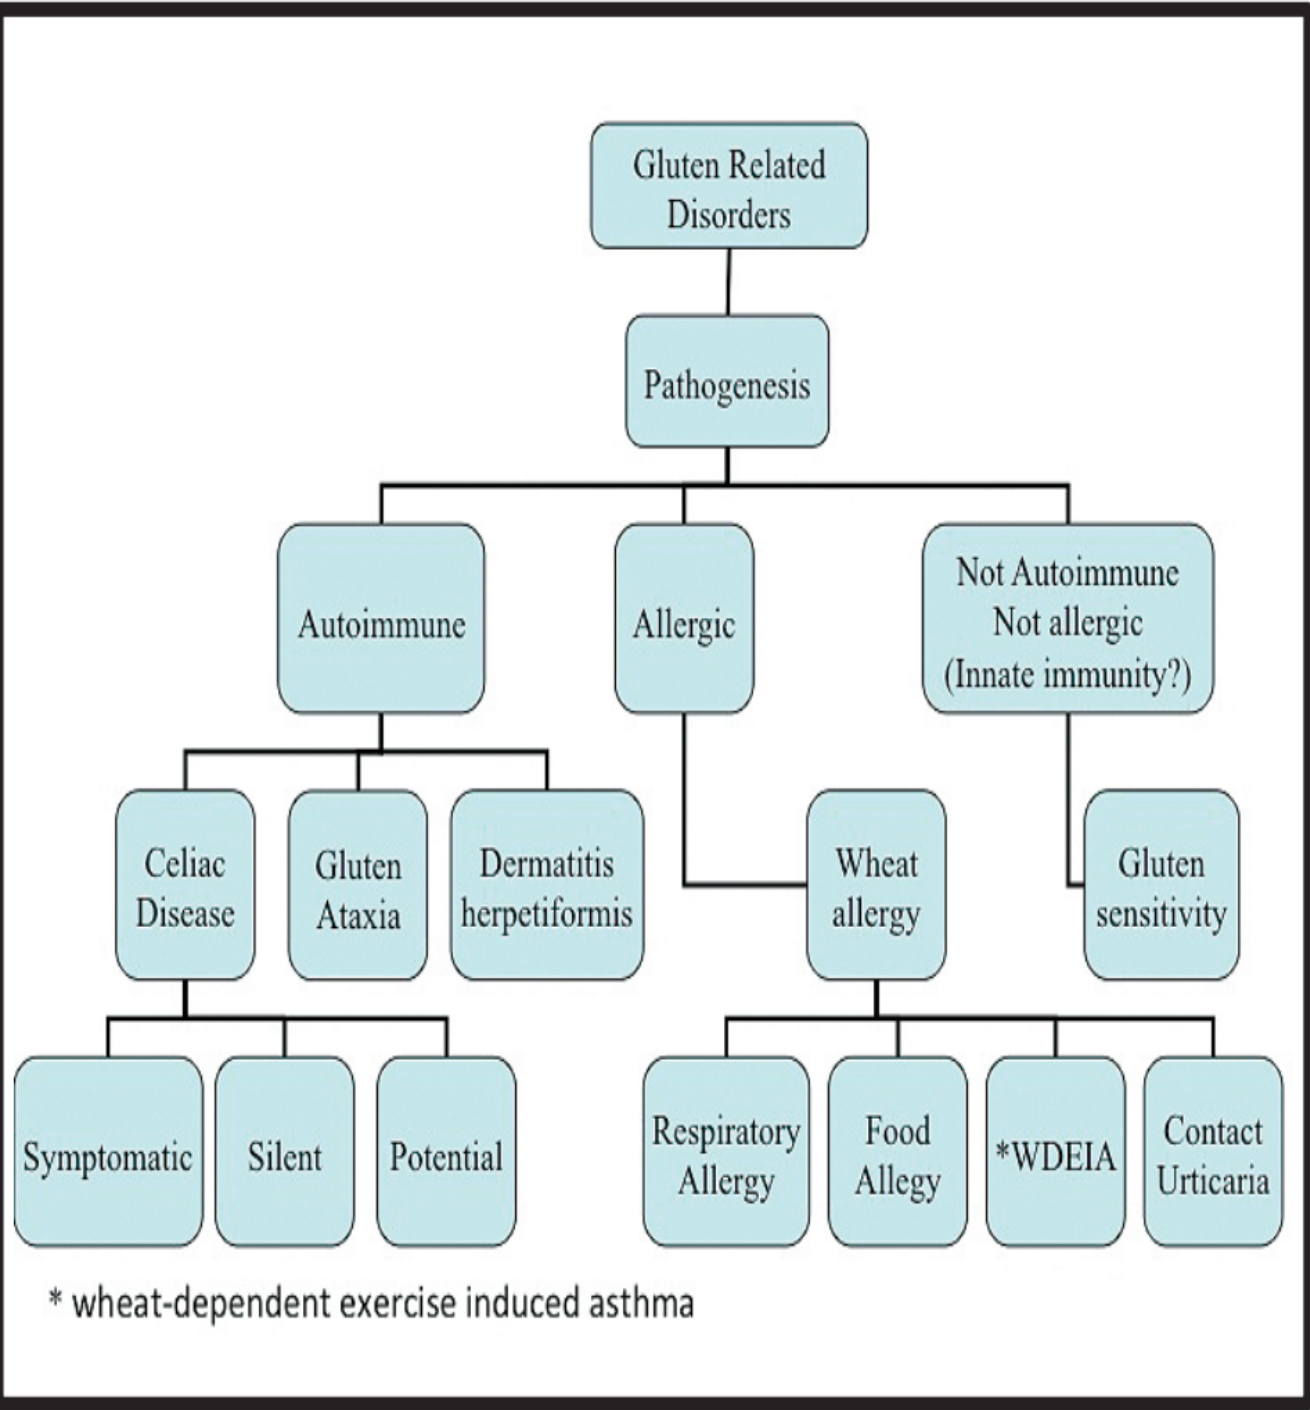 Gluten Related
Disorders
Pathogenesis
Autoimmune
Allergic
Not Autoimmune
Not allergic
(Innate immunity?)
Celiac
Disease
Gluten
Ataxia
Dermatitis
herpetiformis
Wheat
allergy
Gluten
sensitivity
Symptomatic
Silent
Potential
Respiratory
Allergy
Food
Allegy
*WDEIA
Contact
Urticaria
* wheat-dependent exercise induced asthma